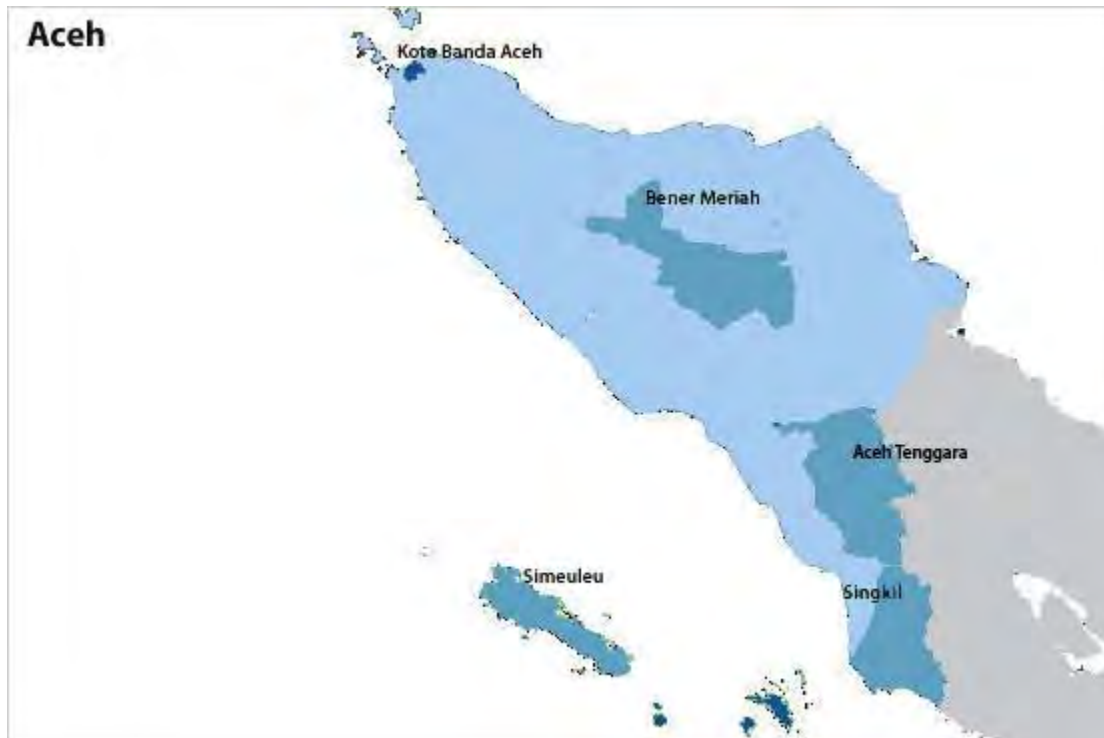 Aceh
Kota Banda Aceh
Bener Meriah
Aceh Tenggara
Simeuleu
Singkil